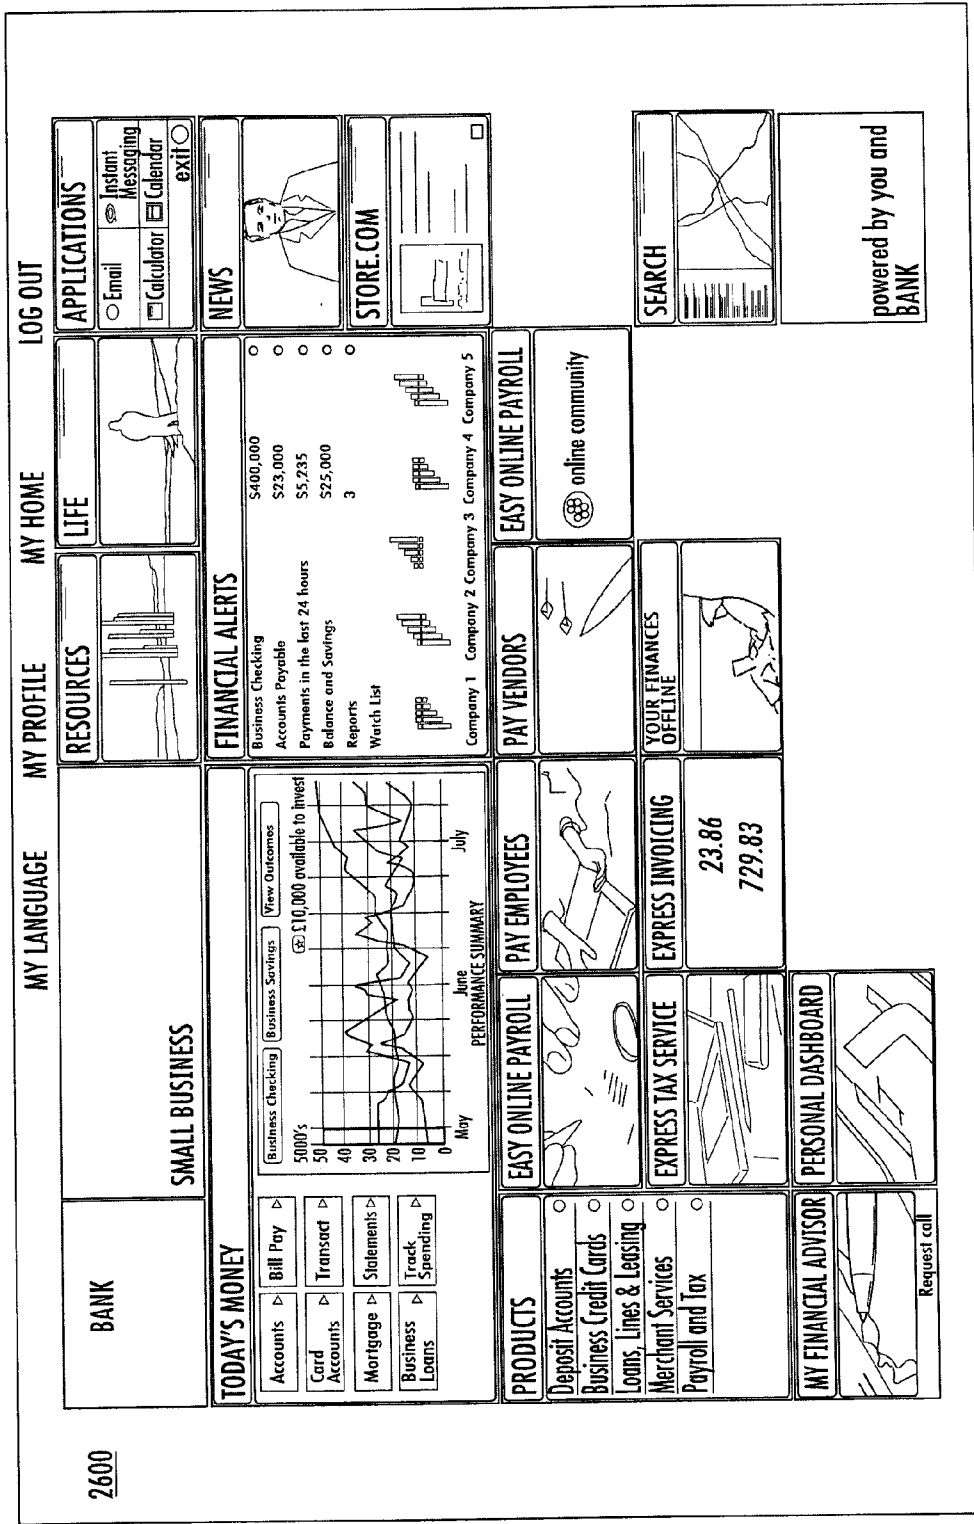 2600
MY LANGUAGE
MY PROFILE
MY HOME
LOG OUT
BANK
SMALL BUSINESS
RESOURCES
LIFE
APPLICATIONS
Email
Instant
Messaging
Calculator
Calendar
exit
TODAY'S MONEY
Accounts
Bill Pay
Card
Accounts
Transact
Mortgage
Statements
Business
Loans
Track
Spending
Business Checking
Business Savings
View Outcomes
5000's
£10,000 available to invest
50
40
30
20
10
0
May
June
July
PERFORMANCE SUMMARY
FINANCIAL ALERTS
Business Checking $400,000
Accounts Payable $23,000
Payments in the last 24 hours $5,235
Balance and Savings $25,000
Reports 3
Watch List
Company 1 Company 2 Company 3 Company 4 Company 5
NEWS
STORE.COM
PRODUCTS
Deposit Accounts
Business Credit Cards
Loans, Lines & Leasing
Merchant Services
Payroll and Tax
EASY ONLINE PAYROLL
PAY EMPLOYEES
PAY VENDORS
EASY ONLINE PAYROLL
online community
EXPRESS TAX SERVICE
EXPRESS INVOICING
23.86
729.83
YOUR FINANCES
OFFLINE
SEARCH
MY FINANCIAL ADVISOR
Request call
PERSONAL DASHBOARD
powered by you and
BANK